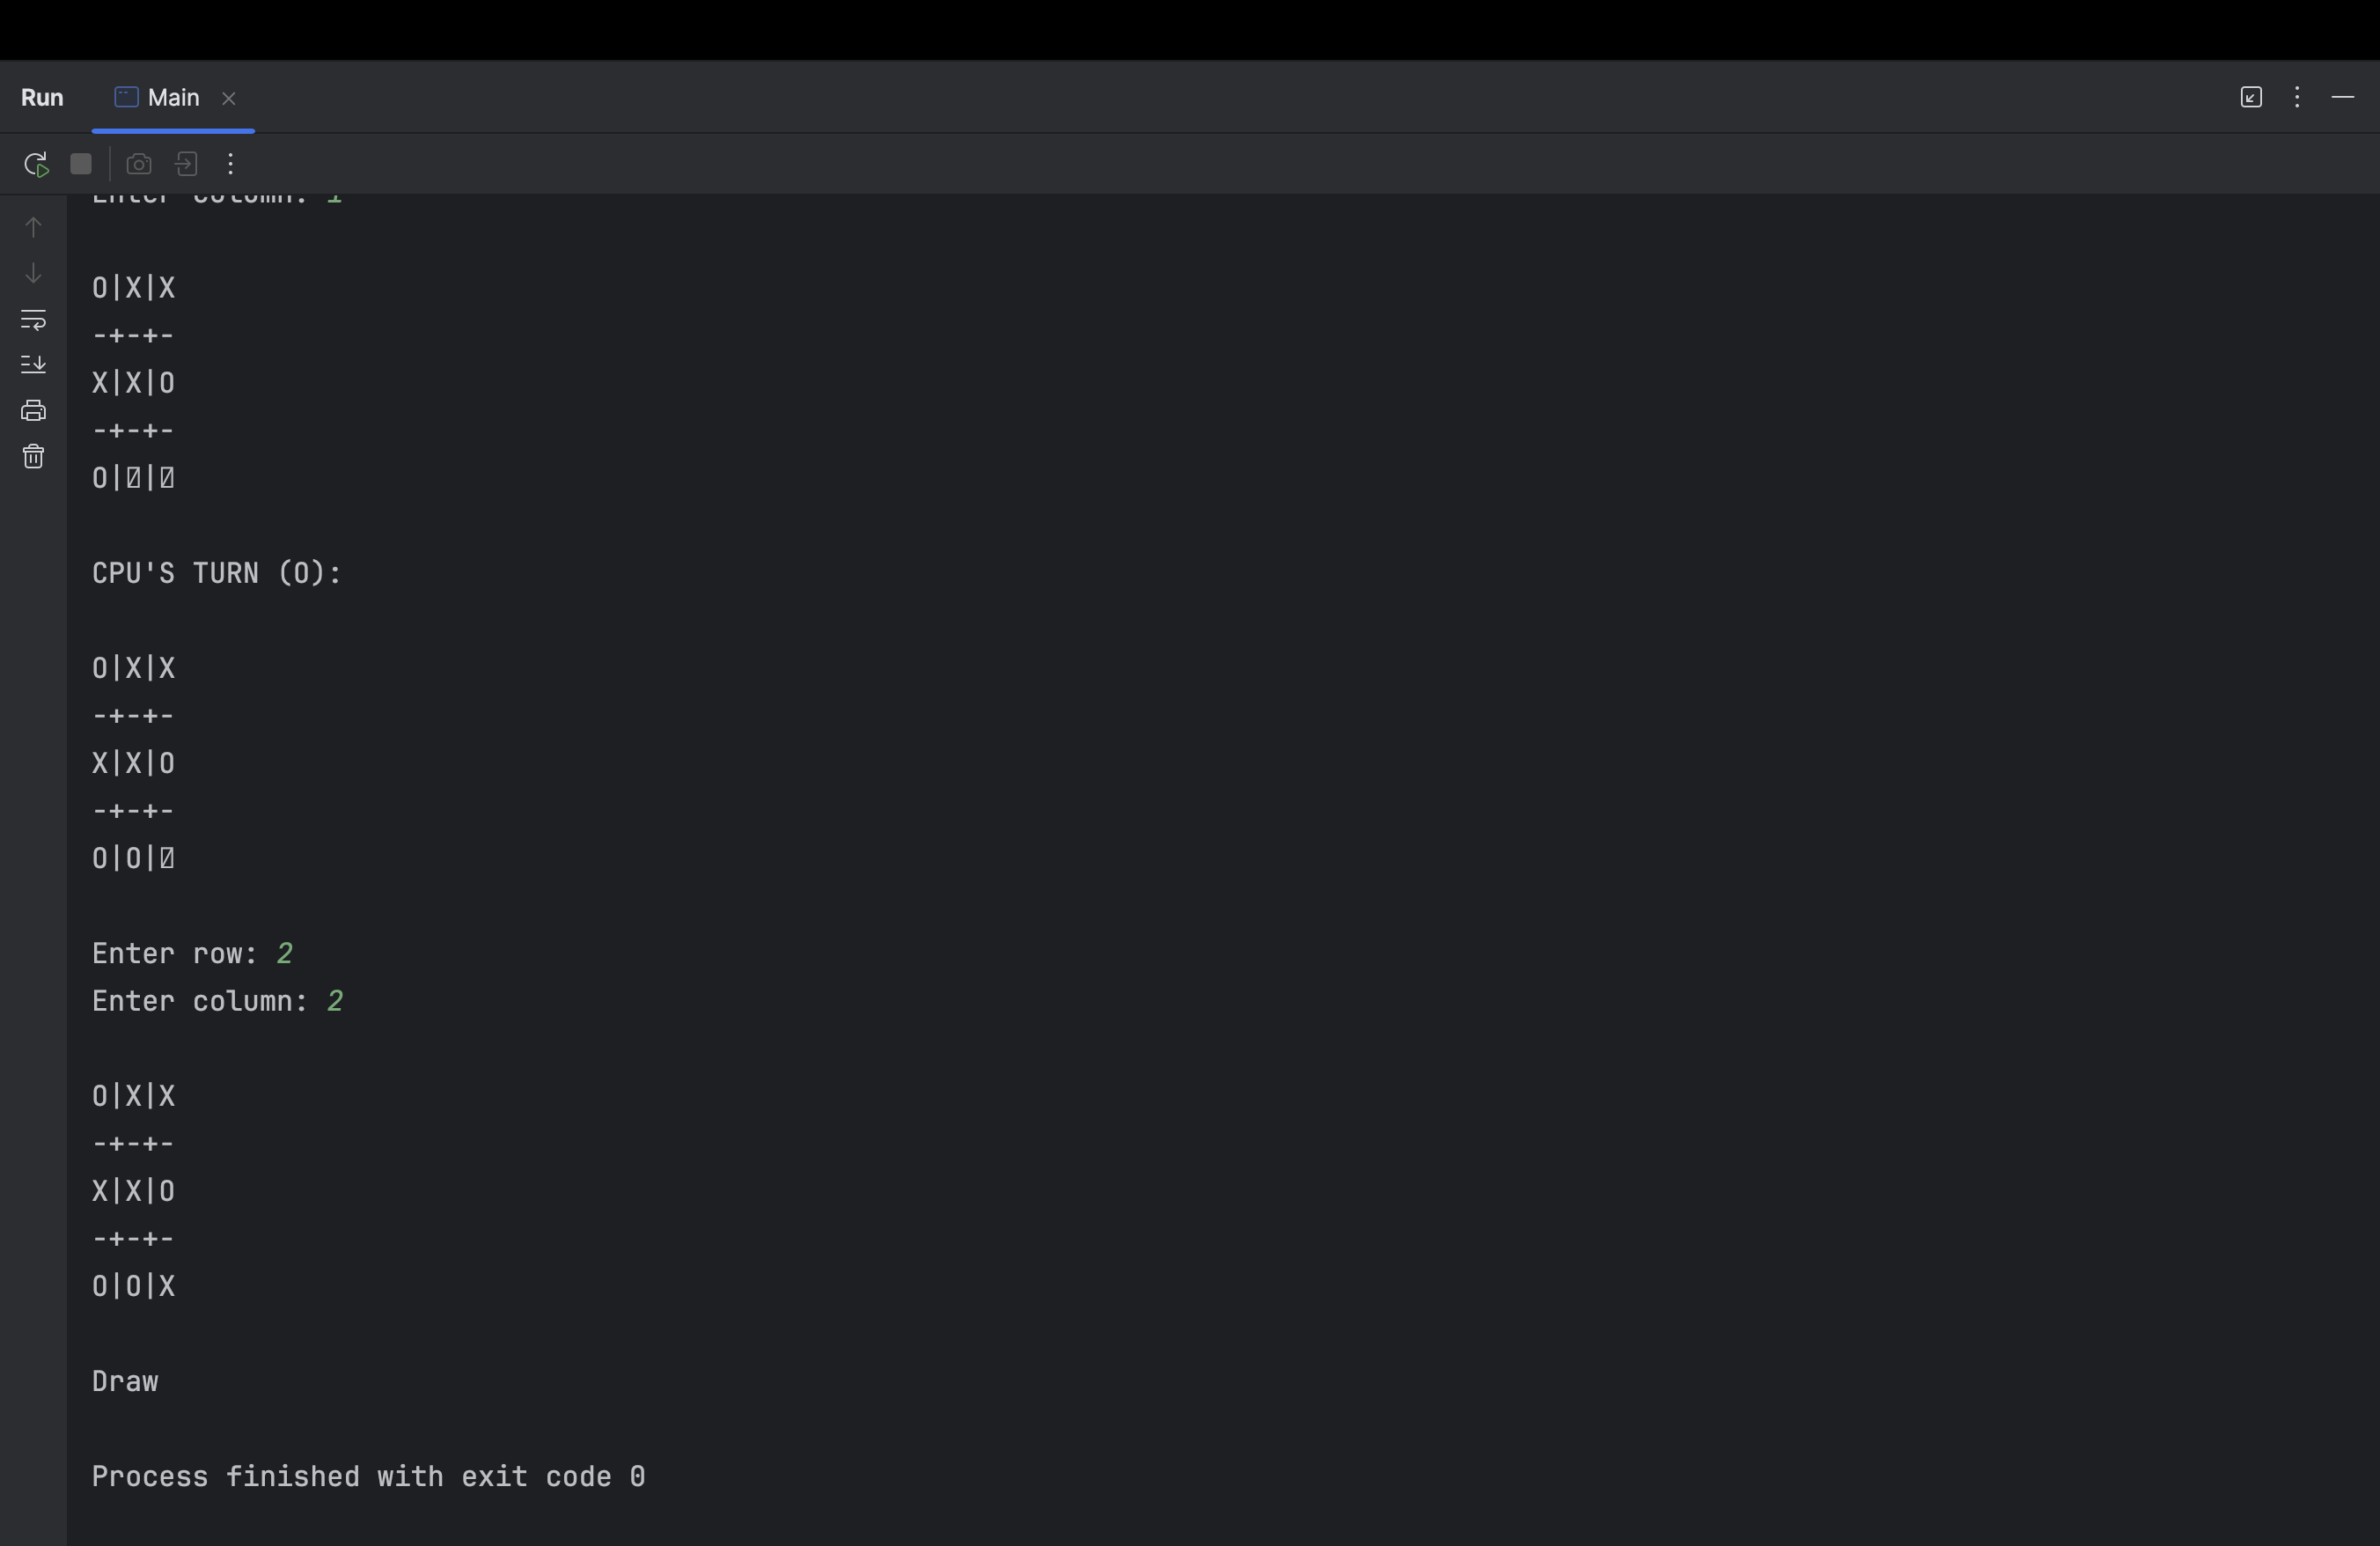 Run Main
Enter column: 1
O|X|X
-+-+-
X|X|O
-+-+-
O| | 
CPU'S TURN (O):
O|X|X
-+-+-
X|X|O
-+-+-
O|O| 
Enter row: 2
Enter column: 2
O|X|X
-+-+-
X|X|O
-+-+-
O|O|X
Draw
Process finished with exit code 0